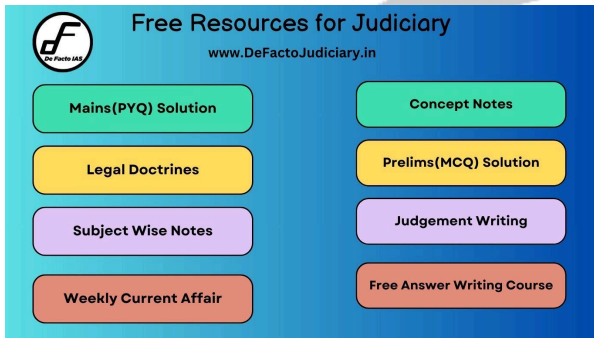 Free Resources for Judiciary
De Facto IAS
www.DeFactoJudiciary.in
Mains(PYQ) Solution
Concept Notes
Legal Doctrines
Prelims(MCQ) Solution
Subject Wise Notes
Judgement Writing
Weekly Current Affair
Free Answer Writing Course